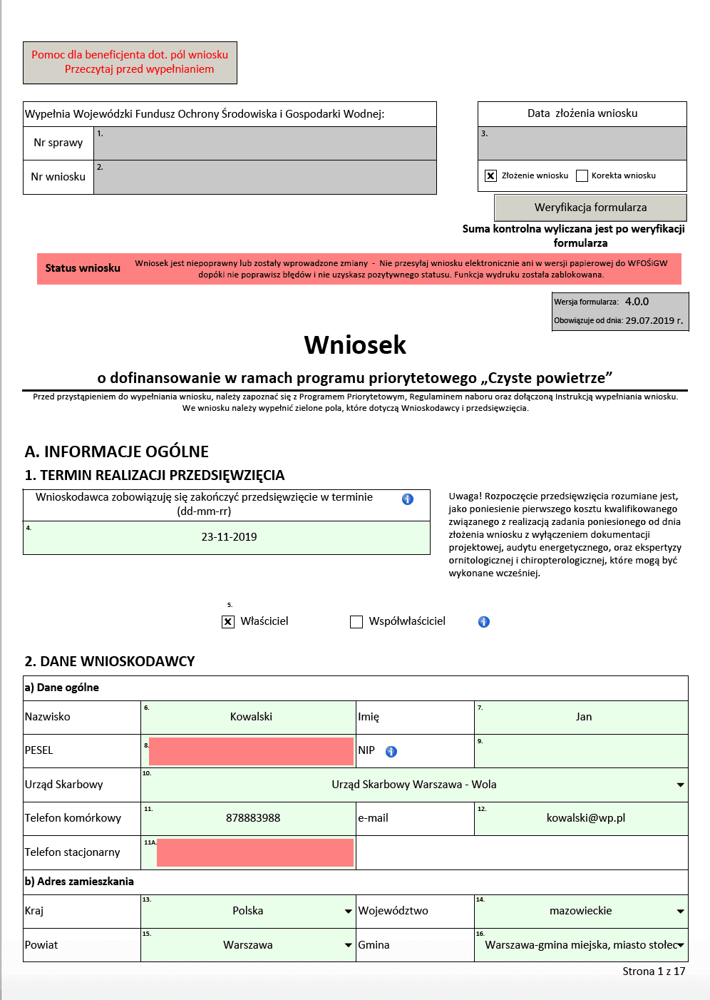 Pomoc dla beneficjenta dot. pól wniosku
Przeczytaj przed wypełnianiem
Wypełnia Wojewódzki Fundusz Ochrony Środowiska i Gospodarki Wodnej:
Nr sprawy 1.
Nr wniosku 2.
Data złożenia wniosku
3.
x Złożenie wniosku Korekta wniosku
Weryfikacja formularza
Suma kontrolna wyliczana jest po weryfikacji
formularza
Status wniosku
Wniosek jest niepoprawny lub zostały wprowadzone zmiany - Nie przesyłaj wniosku elektronicznie ani w wersji papierowej do WFOŚiGW
dopóki nie poprawisz błędów i nie uzyskasz pozytywnego statusu. Funkcja wydruku została zablokowana.
Wersja formularza: 4.0.0
Obowiązuje od dnia: 29.07.2019 r.
Wniosek
o dofinansowanie w ramach programu priorytetowego „Czyste powietrze”
Przed przystąpieniem do wypełniania wniosku, należy zapoznać się z Programem Priorytetowym, Regulaminem naboru oraz dołączoną Instrukcją wypełniania wniosku.
We wniosku należy wypełnić zielone pola, które dotyczą Wnioskodawcy i przedsięwzięcia.
A. INFORMACJE OGÓLNE
1. TERMIN REALIZACJI PRZEDSIĘWZIĘCIA
Wnioskodawca zobowiązuję się zakończyć przedsięwzięcie w terminie
(dd-mm-rr)
4. 23-11-2019
Uwaga! Rozpoczęcie przedsięwzięcia rozumiane jest,
jako poniesienie pierwszego kosztu kwalifikowanego
związanego z realizacją zadania poniesionego od dnia
złożenia wniosku z wyłączeniem dokumentacji
projektowej, audytu energetycznego, oraz ekspertyzy
ornitologicznej i chiropterologicznej, które mogą być
wykonane wcześniej.
5.
x Właściciel Współwłaściciel
2. DANE WNIOSKODAWCY
a) Dane ogólne
Nazwisko 6. Kowalski Imię 7. Jan
PESEL 8. NIP 9.
Urząd Skarbowy 10. Urząd Skarbowy Warszawa - Wola
Telefon komórkowy 11. 878883988 e-mail 12. kowalski@wp.pl
Telefon stacjonarny 11A.
b) Adres zamieszkania
Kraj 13. Polska Województwo 14. mazowieckie
Powiat 15. Warszawa Gmina 16. Warszawa-gmina miejska, miasto stołec
Strona 1 z 17